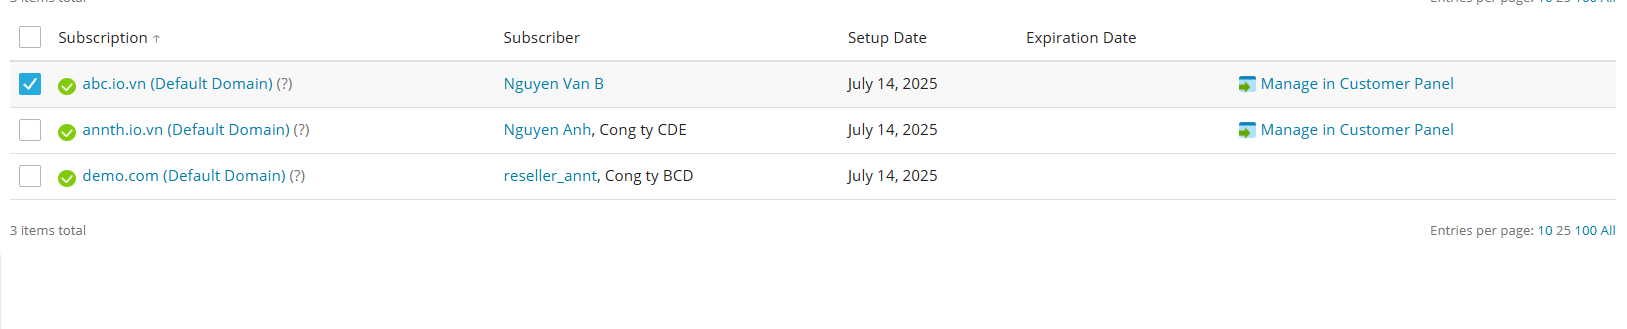 3 items total Entries per page: 10 25 100 All
Subscription ↑ Subscriber Setup Date Expiration Date
abc.io.vn (Default Domain) (?) Nguyen Van B July 14, 2025 Manage in Customer Panel
annth.io.vn (Default Domain) (?) Nguyen Anh, Cong ty CDE July 14, 2025 Manage in Customer Panel
demo.com (Default Domain) (?) reseller_annt, Cong ty BCD July 14, 2025
3 items total Entries per page: 10 25 100 All